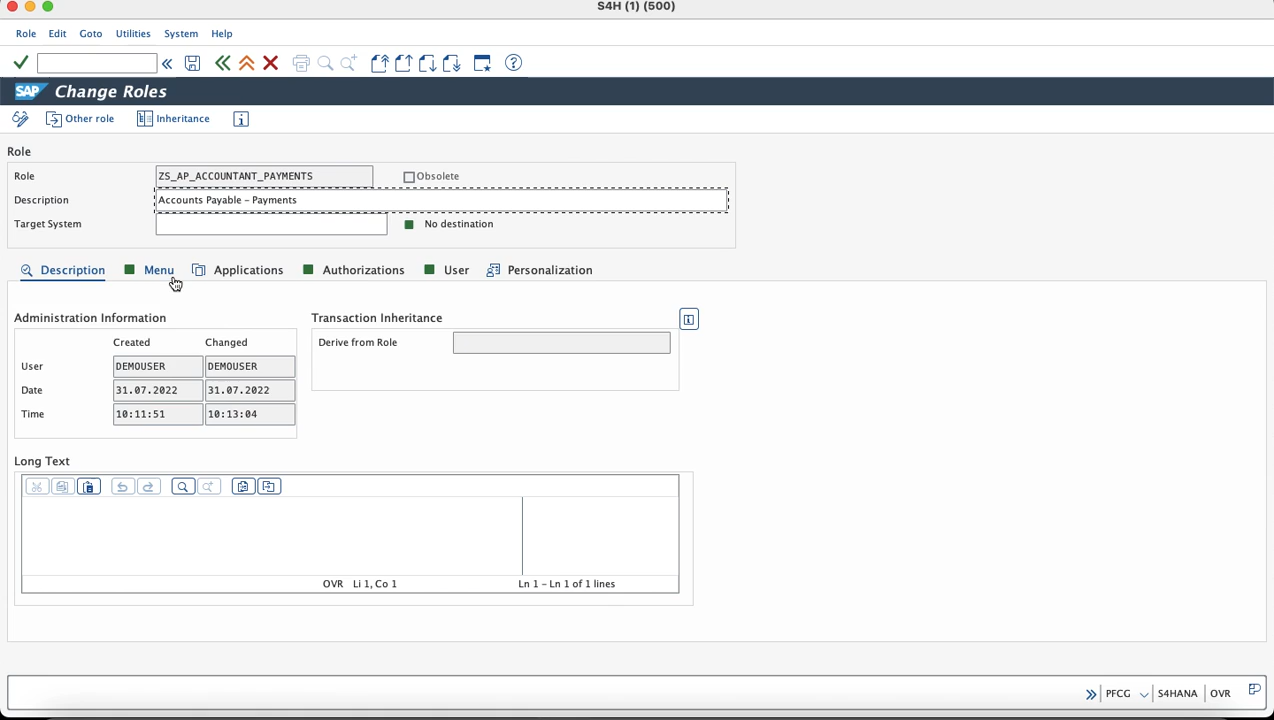 S4H (1) (500)
Role Edit Goto Utilities System Help
SAP Change Roles
Other role Inheritance
Role
Role ZS_AP_ACCOUNTANT_PAYMENTS Obsolete
Description Accounts Payable - Payments
Target System No destination
Description Menu Applications Authorizations User Personalization
Administration Information
Created Changed
User DEMOUSER DEMOUSER
Date 31.07.2022 31.07.2022
Time 10:11:51 10:13:04
Transaction Inheritance
Derive from Role
Long Text
OVR Li 1, Co 1 Ln 1 - Ln 1 of 1 lines
PFCG S4HANA OVR